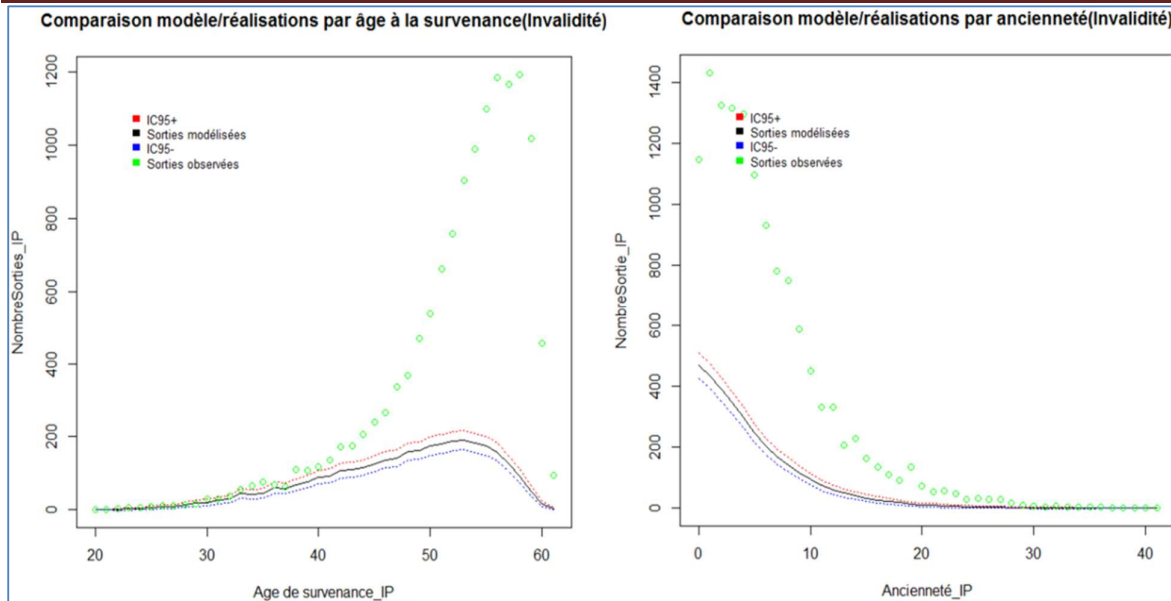 Comparaison modèle/réalisations par âge à la survenance(Invalidité)
NombreSorties_IP
1200
1000
800
600
400
200
0
IC95+
Sorties modélisées
IC95-
Sorties observées
20 30 40 50 60
Age de survenance_IP
Comparaison modèle/réalisations par ancienneté(Invalidité)
NombreSortie_IP
1400
1200
1000
800
600
400
200
0
IC95+
Sorties modélisées
IC95-
Sorties observées
0 10 20 30 40
Ancienneté_IP